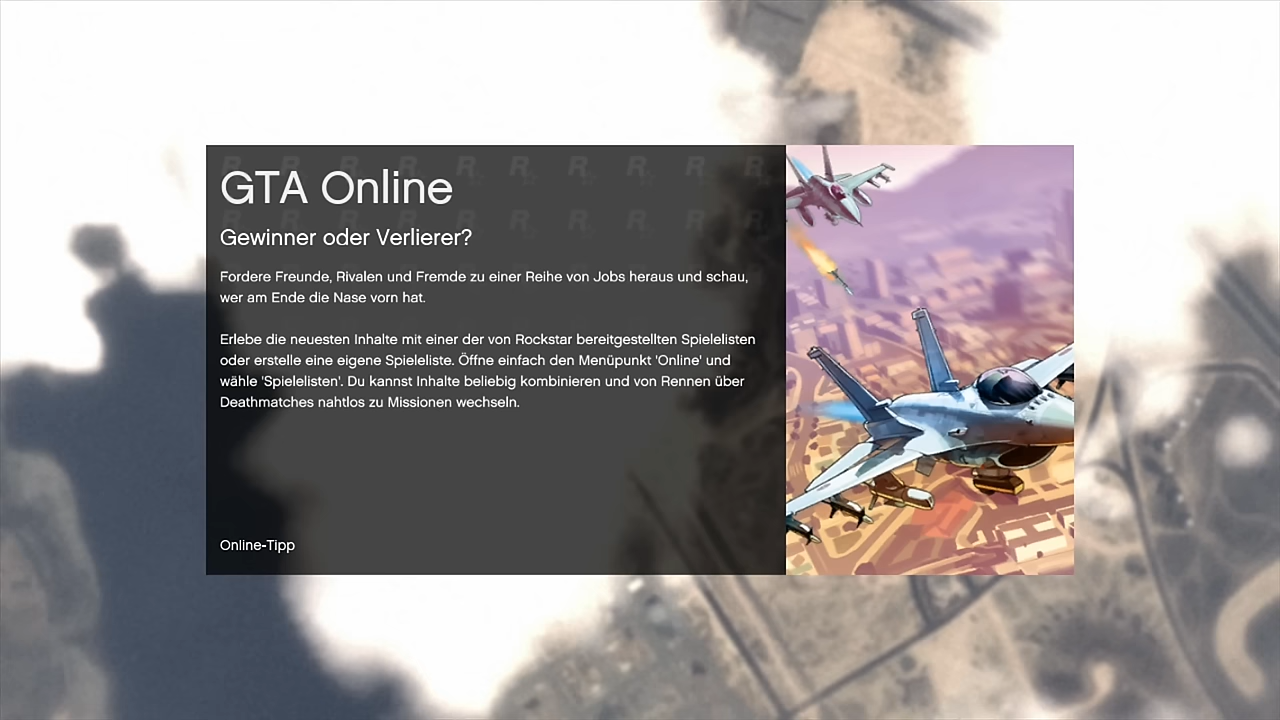 GTA Online
Gewinner oder Verlierer?
Fordere Freunde, Rivalen und Fremde zu einer Reihe von Jobs heraus und schau,
wer am Ende die Nase vorn hat.
Erlebe die neuesten Inhalte mit einer der von Rockstar bereitgestellten Spielelisten
oder erstelle eine eigene Spieleliste. Öffne einfach den Menüpunkt 'Online' und
wähle 'Spielelisten'. Du kannst Inhalte beliebig kombinieren und von Rennen über
Deathmatches nahtlos zu Missionen wechseln.
Online-Tipp